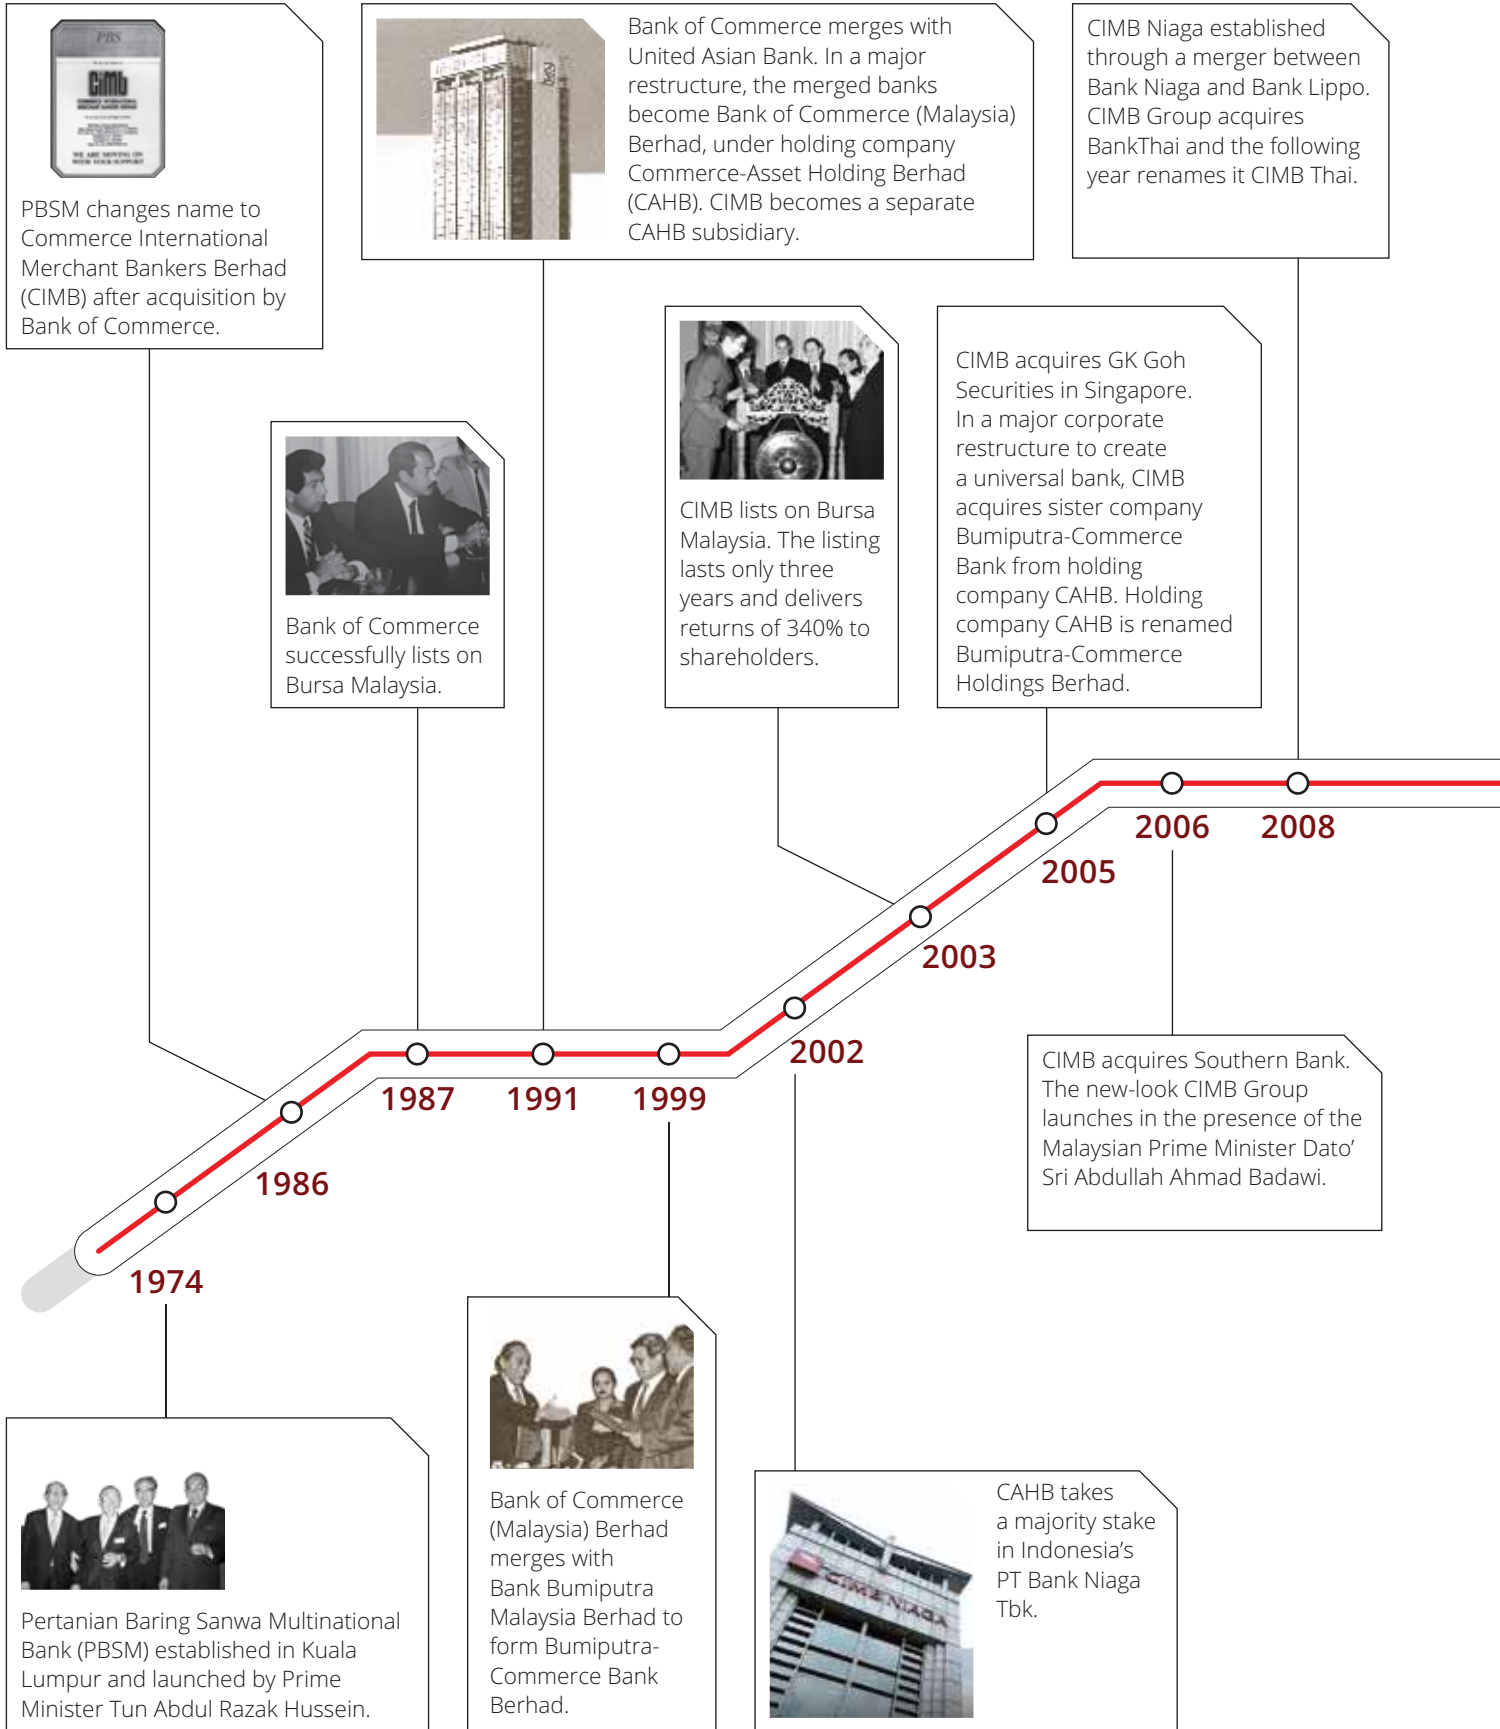 PBS
CIMB
WE ARE MOVING ON
WITH YOUR SUPPORT
PBSM changes name to
Commerce International
Merchant Bankers Berhad
(CIMB) after acquisition by
Bank of Commerce.
Bank of Commerce merges with
United Asian Bank. In a major
restructure, the merged banks
become Bank of Commerce (Malaysia)
Berhad, under holding company
Commerce-Asset Holding Berhad
(CAHB). CIMB becomes a separate
CAHB subsidiary.
CIMB Niaga established
through a merger between
Bank Niaga and Bank Lippo.
CIMB Group acquires
BankThai and the following
year renames it CIMB Thai.
Bank of Commerce
successfully lists on
Bursa Malaysia.
CIMB lists on Bursa
Malaysia. The listing
lasts only three
years and delivers
returns of 340% to
shareholders.
CIMB acquires GK Goh
Securities in Singapore.
In a major corporate
restructure to create
a universal bank, CIMB
acquires sister company
Bumiputra-Commerce
Bank from holding
company CAHB. Holding
company CAHB is renamed
Bumiputra-Commerce
Holdings Berhad.
2006
2008
2005
2003
2002
1987
1991
1999
1986
1974
CIMB acquires Southern Bank.
The new-look CIMB Group
launches in the presence of the
Malaysian Prime Minister Dato’
Sri Abdullah Ahmad Badawi.
Pertanian Baring Sanwa Multinational
Bank (PBSM) established in Kuala
Lumpur and launched by Prime
Minister Tun Abdul Razak Hussein.
Bank of Commerce
(Malaysia) Berhad
merges with
Bank Bumiputra
Malaysia Berhad to
form Bumiputra-
Commerce Bank
Berhad.
CIMB NIAGA
CAHB takes
a majority stake
in Indonesia’s
PT Bank Niaga
Tbk.